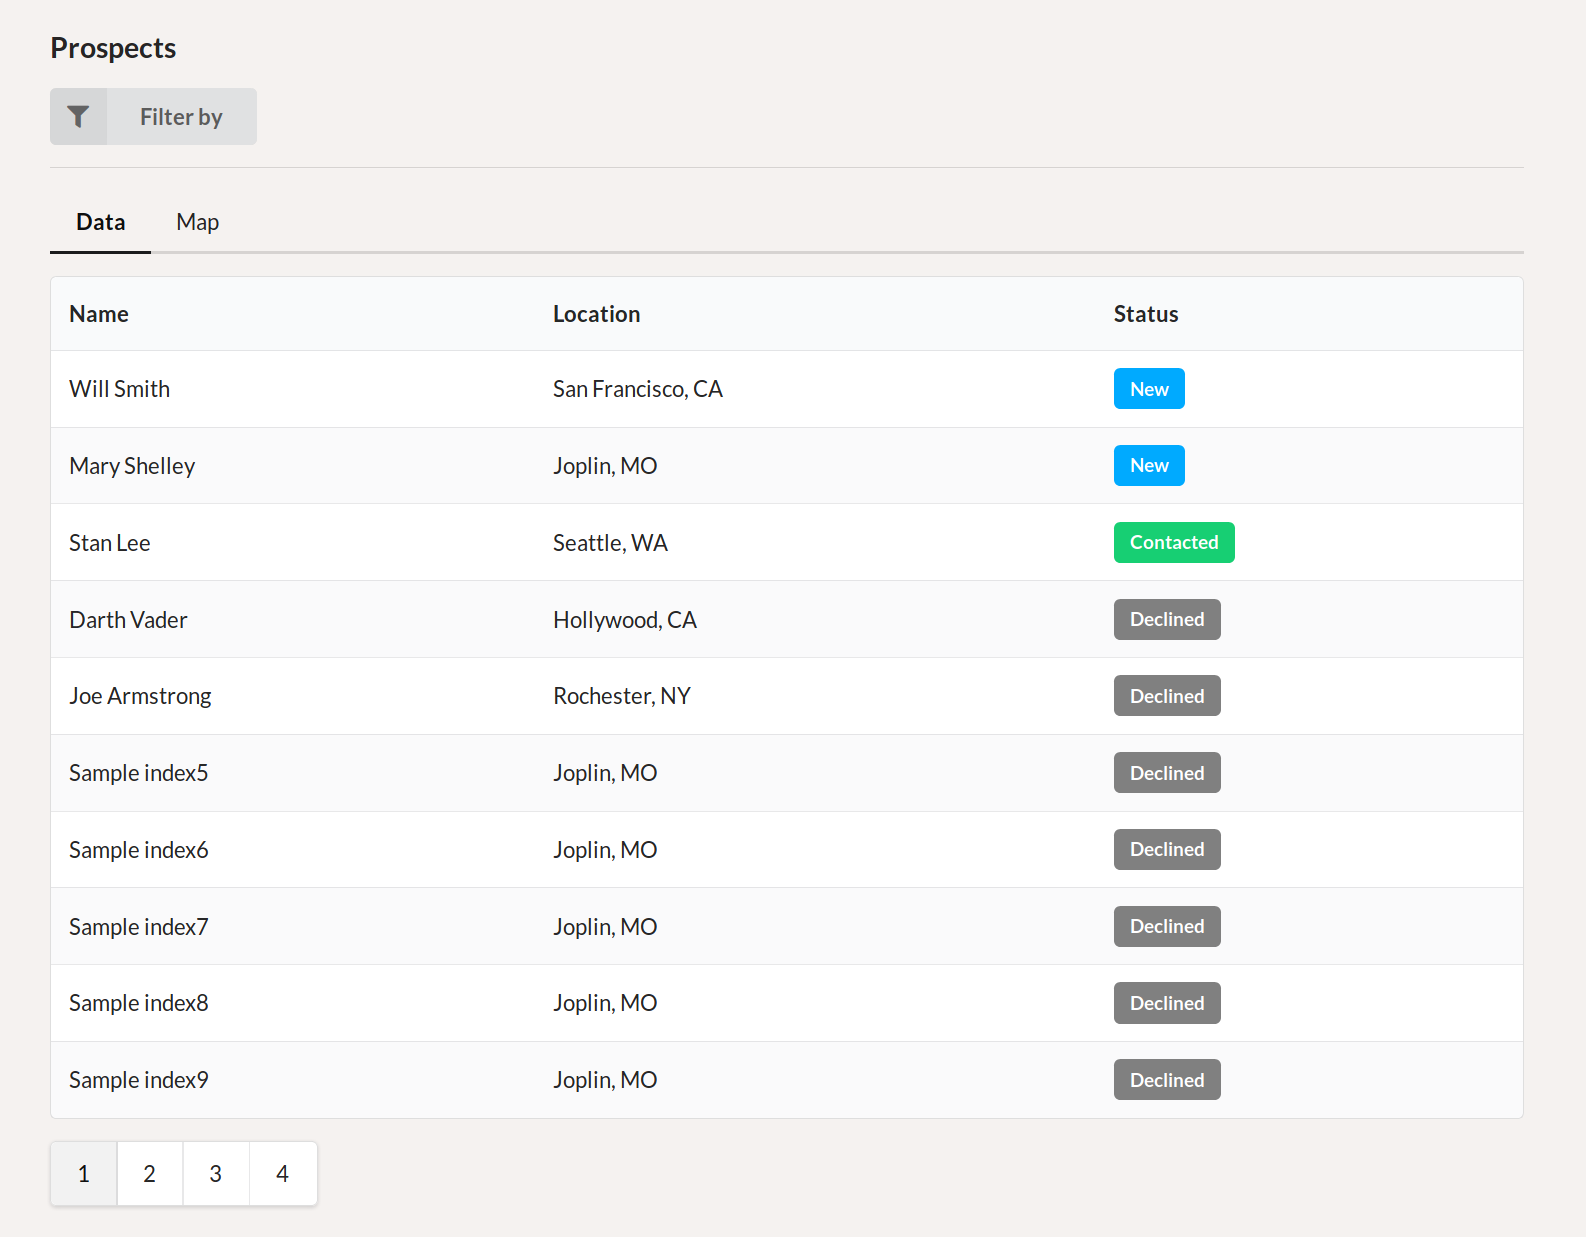 Prospects
Filter by
Data Map
Name Location Status
Will Smith San Francisco, CA New
Mary Shelley Joplin, MO New
Stan Lee Seattle, WA Contacted
Darth Vader Hollywood, CA Declined
Joe Armstrong Rochester, NY Declined
Sample index5 Joplin, MO Declined
Sample index6 Joplin, MO Declined
Sample index7 Joplin, MO Declined
Sample index8 Joplin, MO Declined
Sample index9 Joplin, MO Declined
1 2 3 4